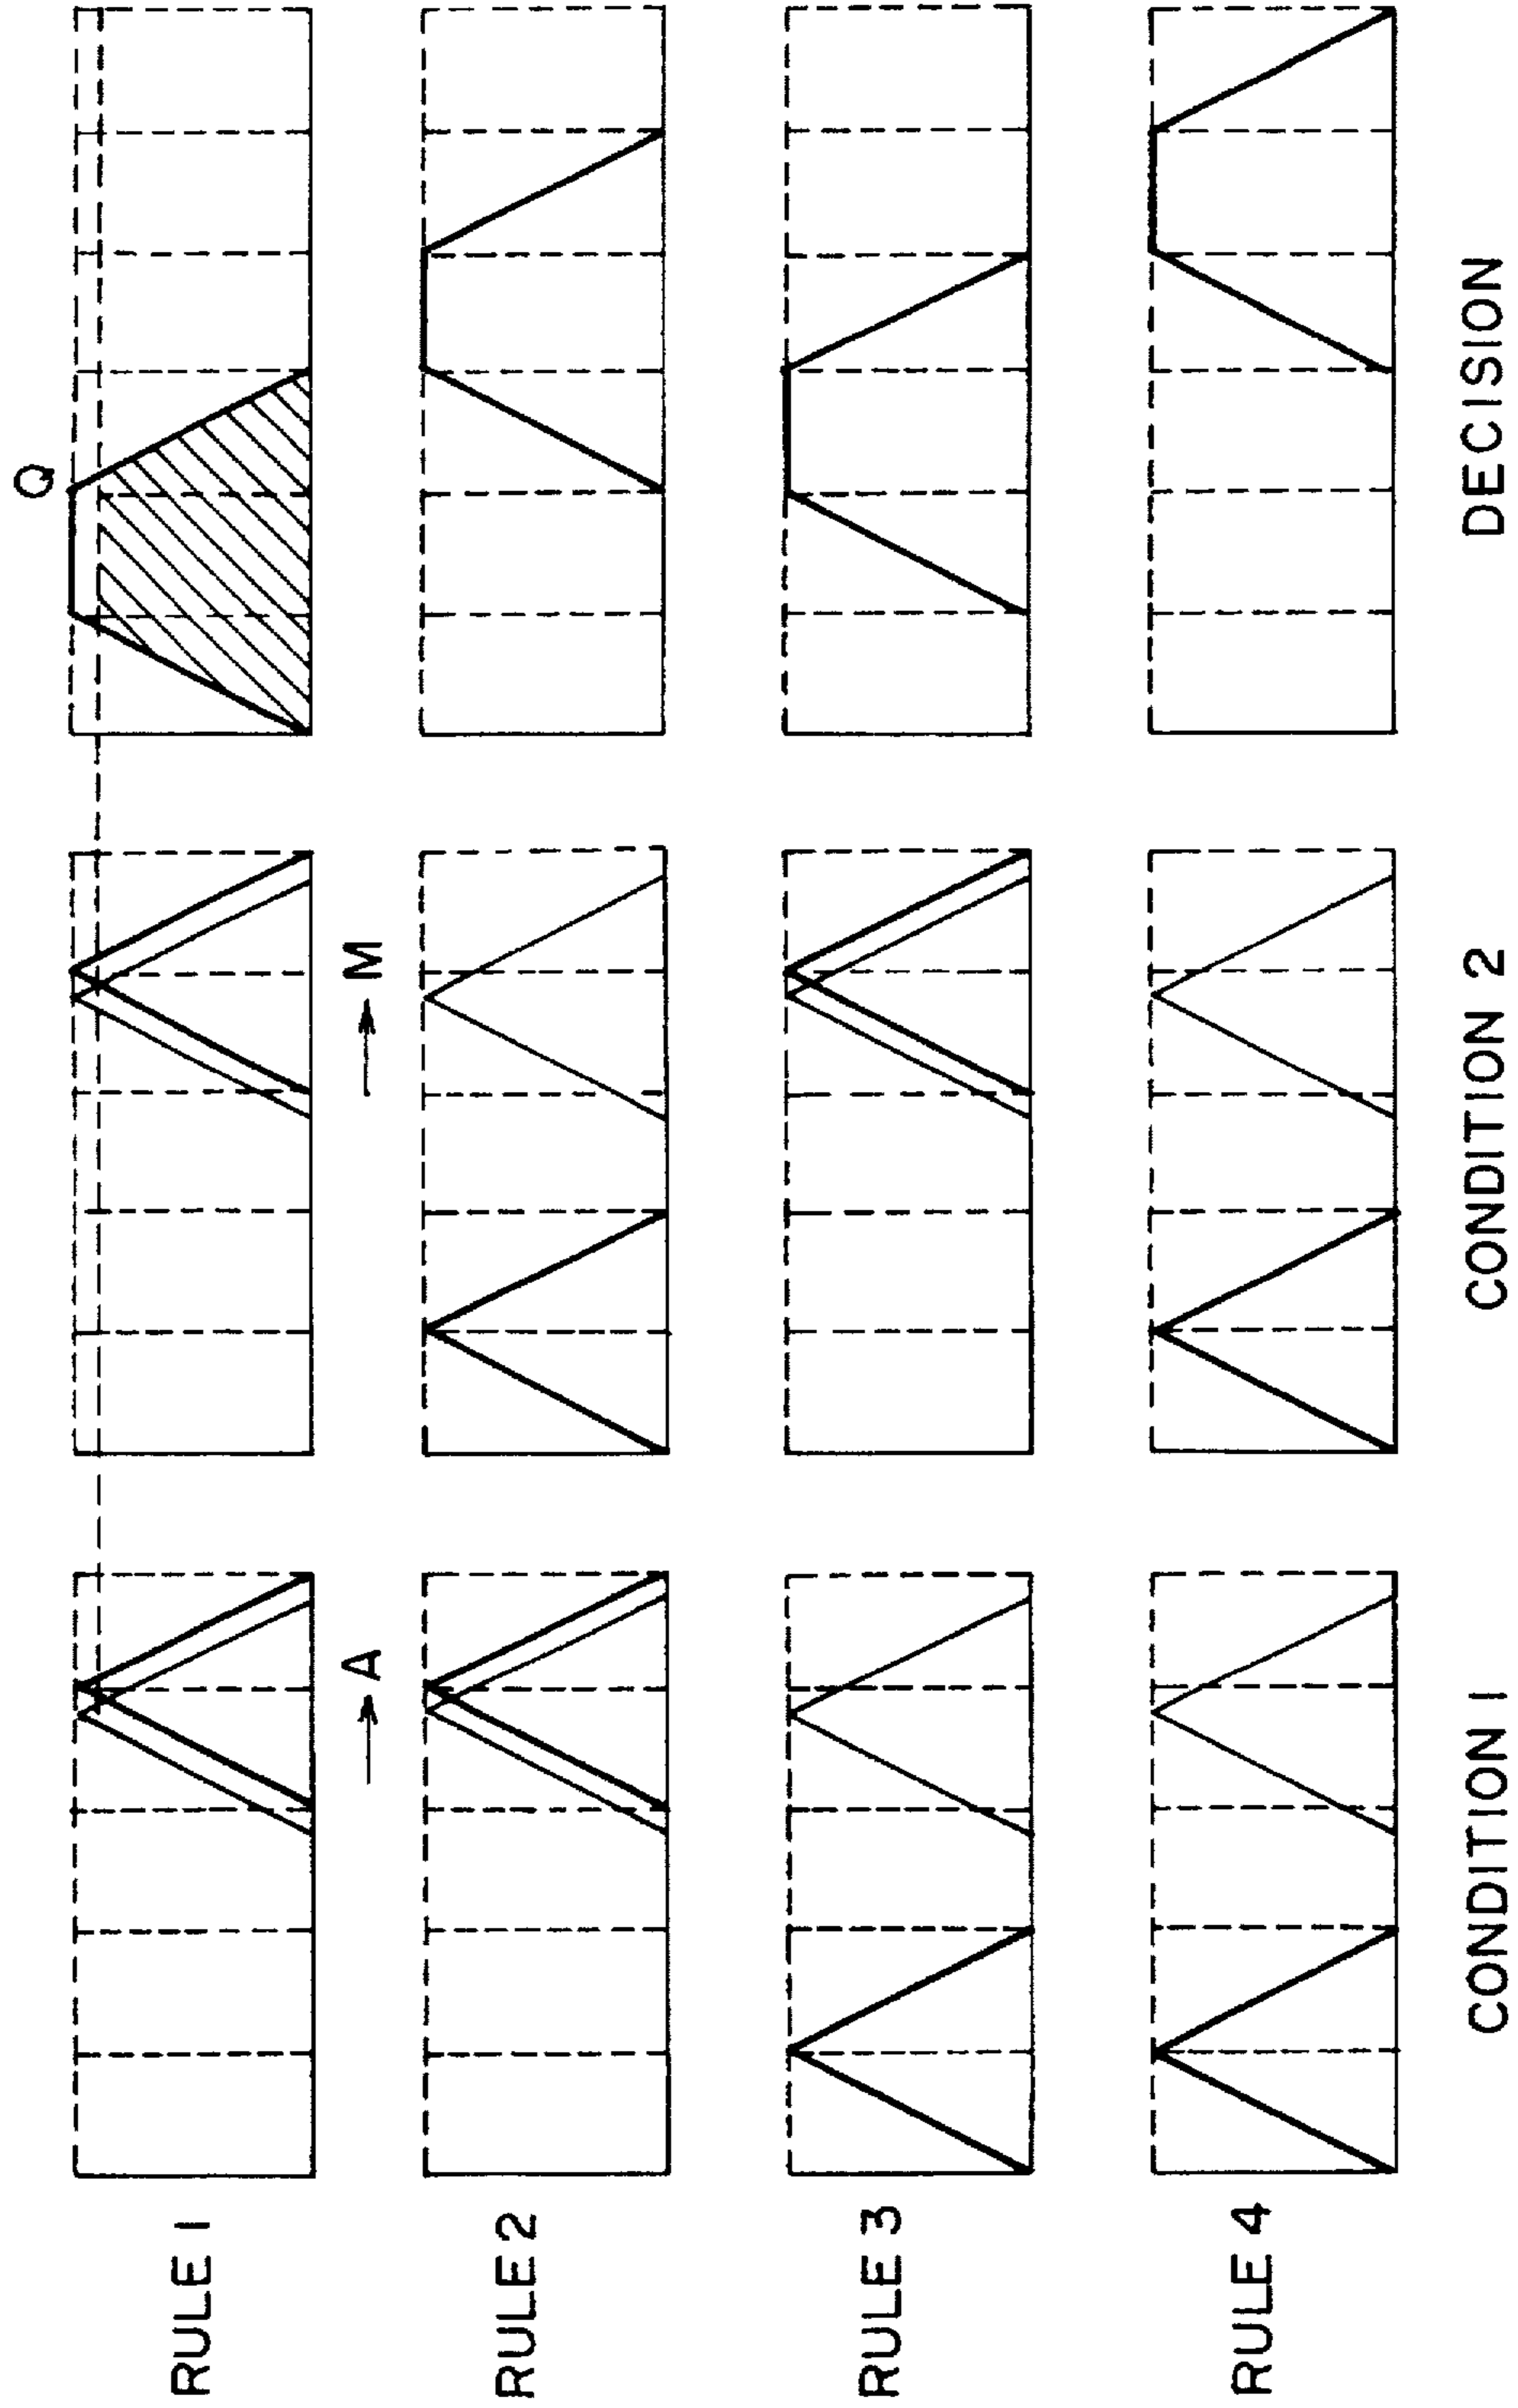 Q
RULE 1
A
M
RULE 2
RULE 3
RULE 4
CONDITION 1
CONDITION 2
DECISION